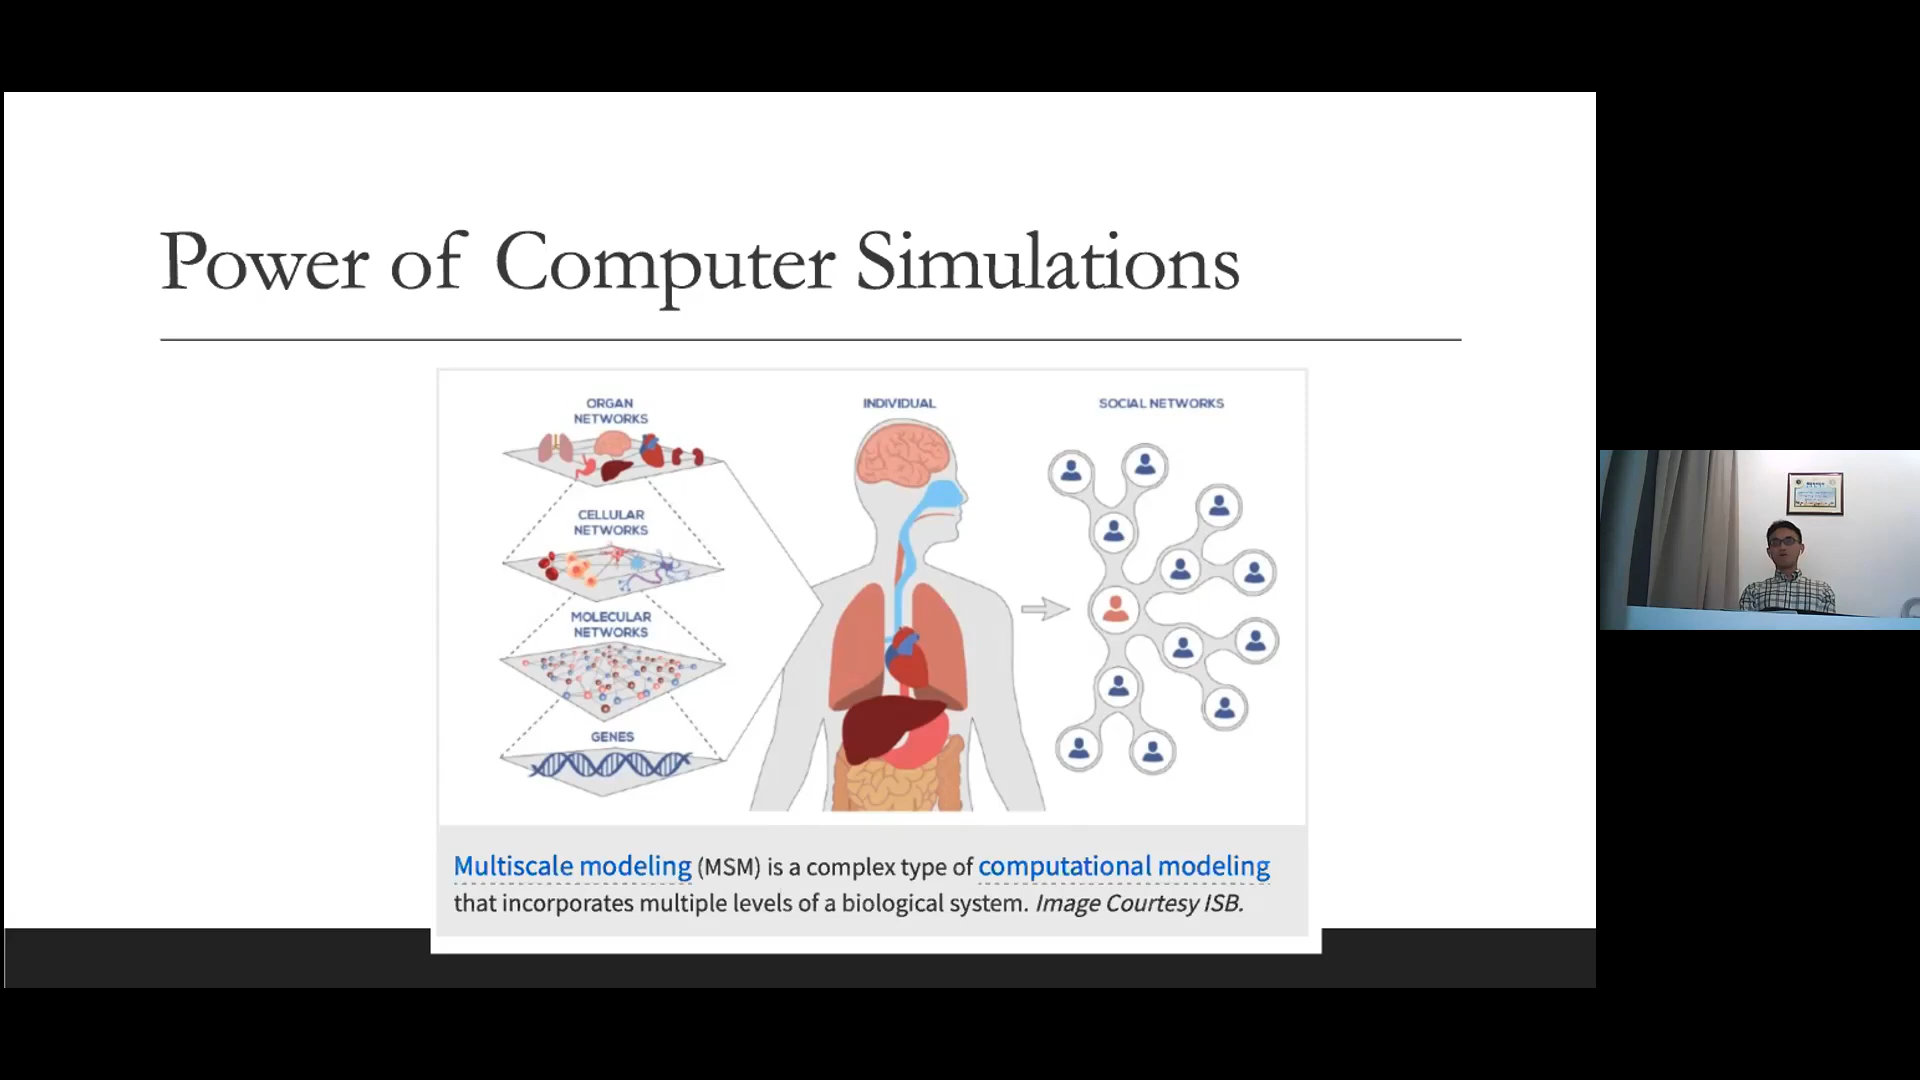 Power of Computer Simulations
ORGAN
NETWORKS
CELLULAR
NETWORKS
MOLECULAR
NETWORKS
GENES
INDIVIDUAL
SOCIAL NETWORKS
Multiscale modeling (MSM) is a complex type of computational modeling
that incorporates multiple levels of a biological system. Image Courtesy ISB.